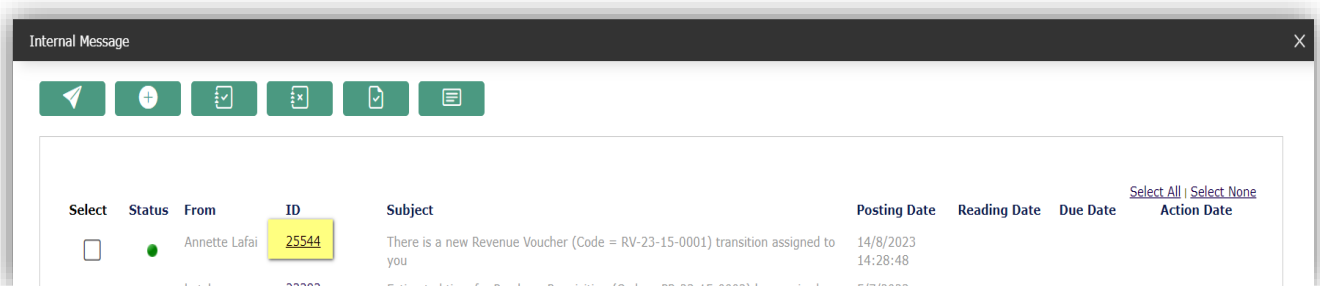 Internal Message X
Select All | Select None
Select Status From ID Subject Posting Date Reading Date Due Date Action Date
Annette Lafai 25544 There is a new Revenue Voucher (Code = RV-23-15-0001) transition assigned to 14/8/2023
you 14:28:48